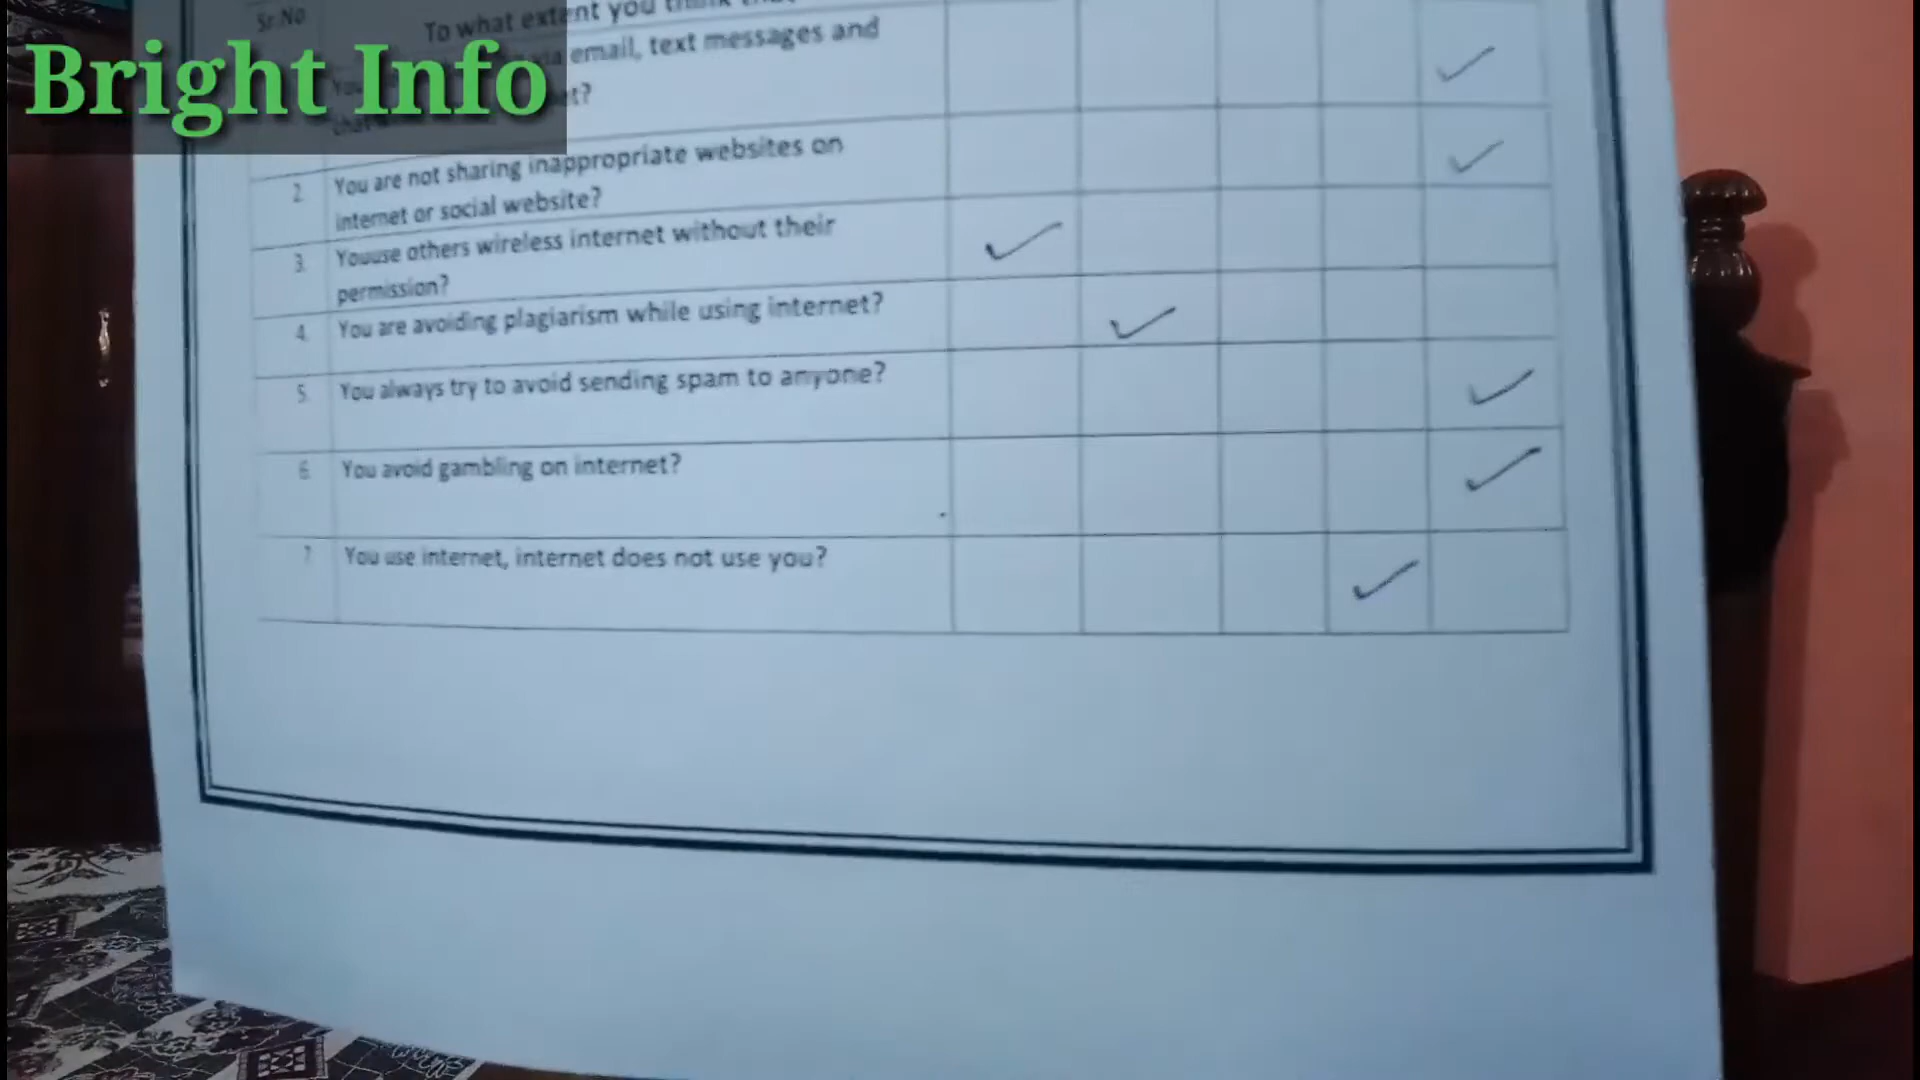 Bright Info
Sr.No
To what extent you think
email, text messages and
2. You are not sharing inappropriate websites on
internet or social website?
3. Youuse others wireless internet without their
permission?
4. You are avoiding plagiarism while using internet?
5. You always try to avoid sending spam to anyone?
6. You avoid gambling on internet?
7 You use internet, internet does not use you?